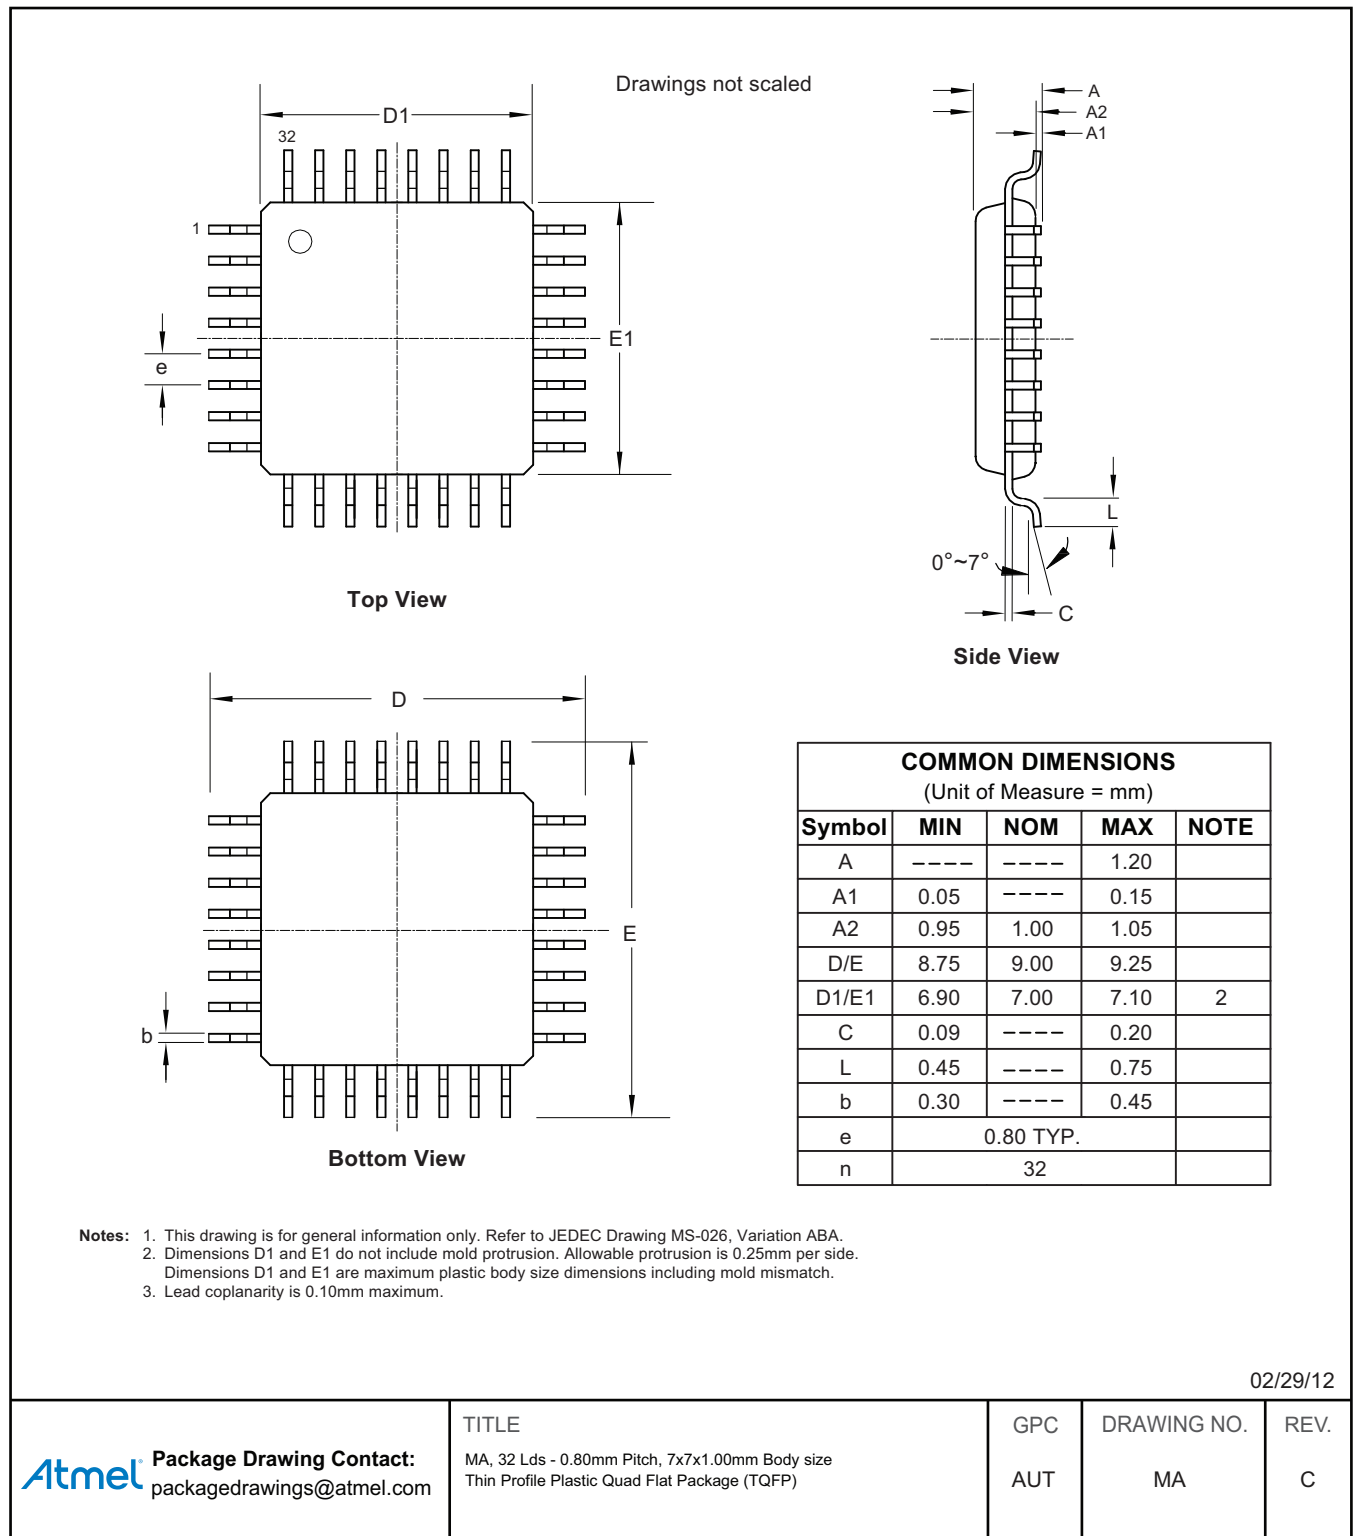 Drawings not scaled
D1
32
1
e
E1
A
A2
A1
L
0°~7°
C
Top View
Side View
D
E
b
Bottom View
COMMON DIMENSIONS
(Unit of Measure = mm)
Symbol MIN NOM MAX NOTE
A ---- ---- 1.20
A1 0.05 ---- 0.15
A2 0.95 1.00 1.05
D/E 8.75 9.00 9.25
D1/E1 6.90 7.00 7.10 2
C 0.09 ---- 0.20
L 0.45 ---- 0.75
b 0.30 ---- 0.45
e 0.80 TYP.
n 32
Notes: 1. This drawing is for general information only. Refer to JEDEC Drawing MS-026, Variation ABA.
2. Dimensions D1 and E1 do not include mold protrusion. Allowable protrusion is 0.25mm per side.
Dimensions D1 and E1 are maximum plastic body size dimensions including mold mismatch.
3. Lead coplanarity is 0.10mm maximum.
02/29/12
Atmel Package Drawing Contact:
packagedrawings@atmel.com
TITLE
MA, 32 Lds - 0.80mm Pitch, 7x7x1.00mm Body size
Thin Profile Plastic Quad Flat Package (TQFP)
GPC
AUT
DRAWING NO.
MA
REV.
C